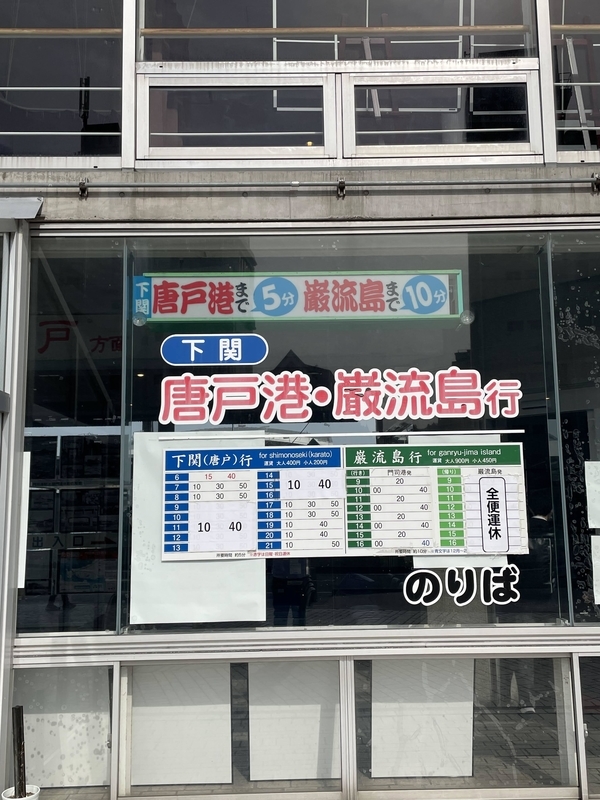 下関 唐戸港まで 5分 巌流島まで 10分
下関
唐戸港・巌流島行
下関(唐戸)行 for shimonoseki(karato)
運賃 大人400円 小人200円
6 15 40
7 10 30 50
8
9
10
11 10 40
12
13
14
15 10 40
16
17 10 30 50
18 10 30 50
19 10 30 50
20 10
21 10 50
巌流島行 for ganryu-jima island
運賃 大人900円 小人450円
(行き) 門司港発
9 20
10 00 40
11 20
12 00 40
13 20
14 00 40
15 20
16 00 40
(帰り) 巌流島発
9
10
11
12
13
14
15
16
全便運休
のりば
出入口